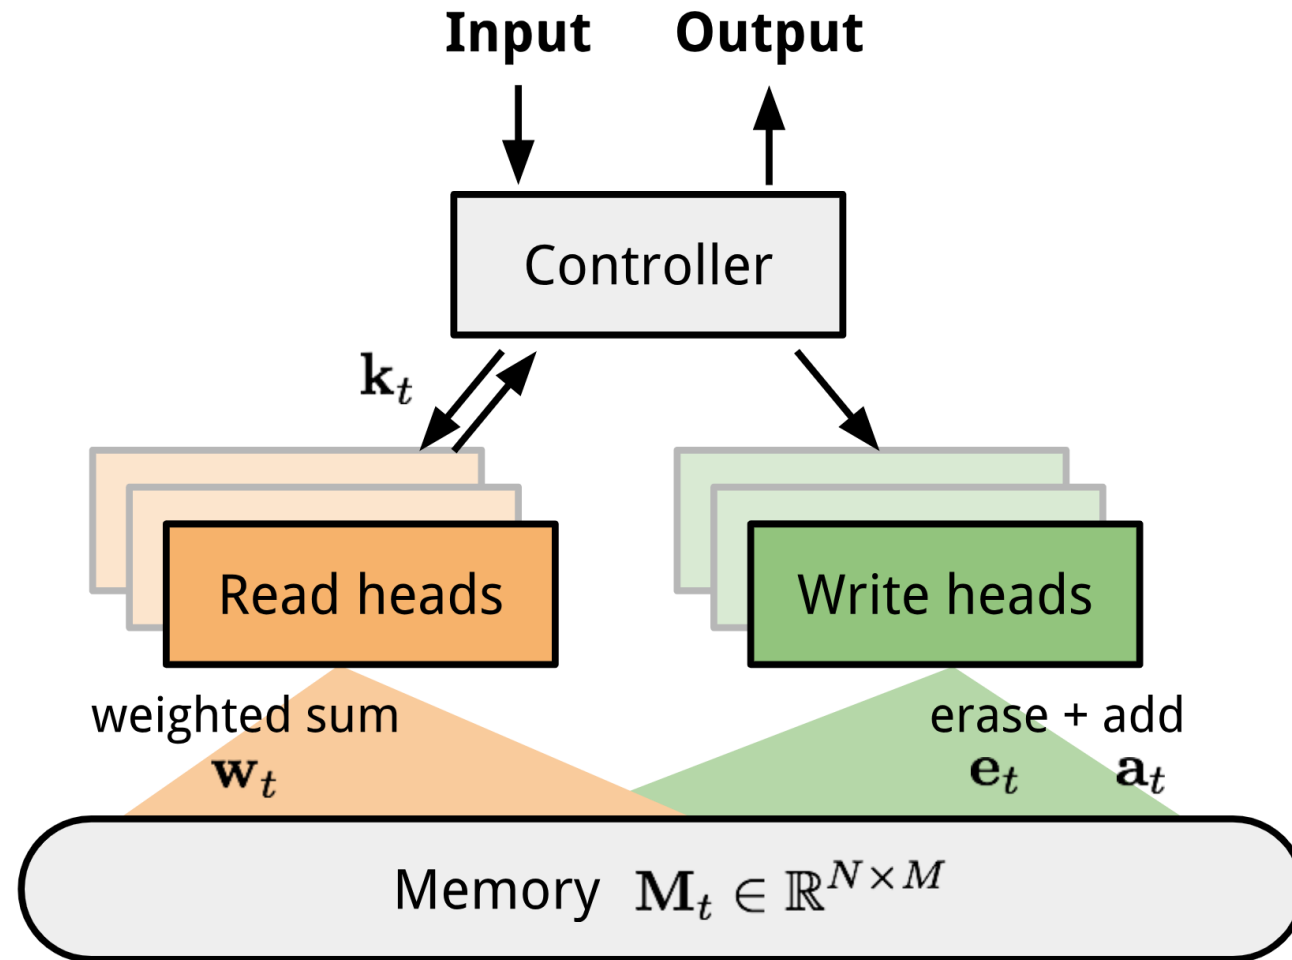 Input Output
Controller
k_t
Read heads
Write heads
weighted sum
w_t
erase + add
e_t a_t
Memory M_t ∈ ℝ^{N×M}